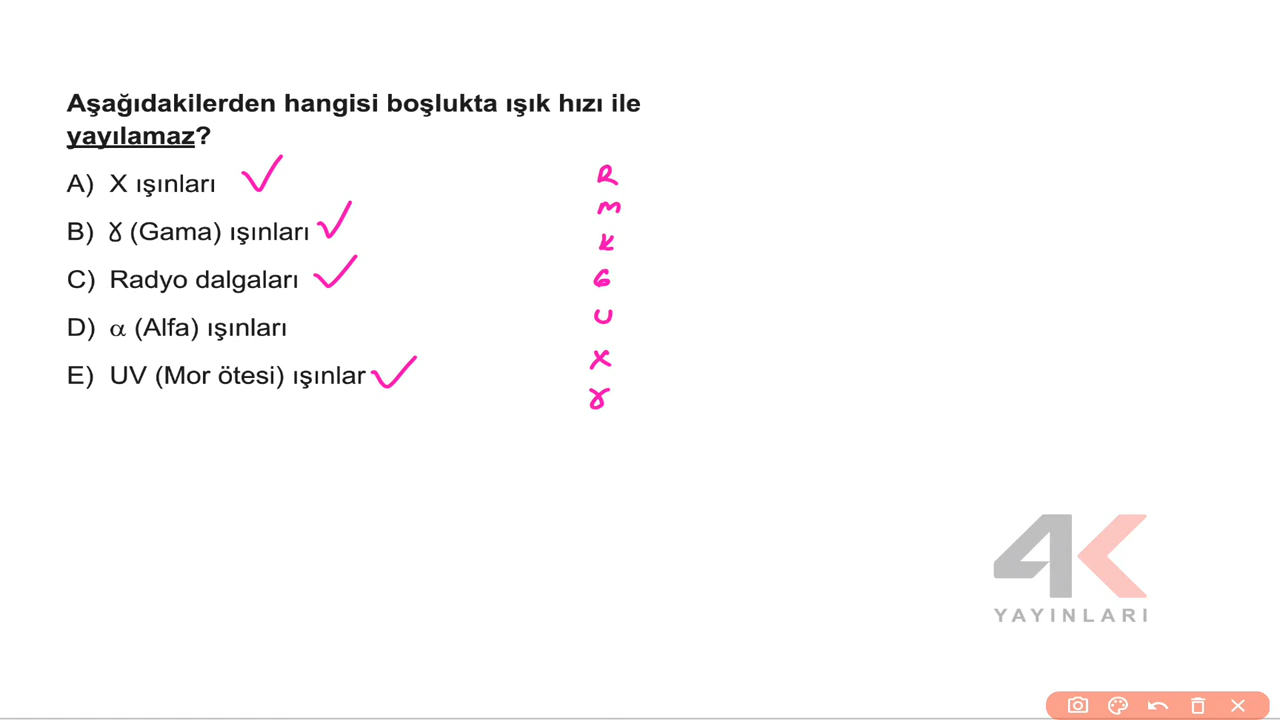 Aşağıdakilerden hangisi boşlukta ışık hızı ile
yayılamaz?
A) X ışınları
B) Ɣ (Gama) ışınları
C) Radyo dalgaları
D) α (Alfa) ışınları
E) UV (Mor ötesi) ışınlar
R
M
K
G
U
X
ɣ
4K
YAYINLARI